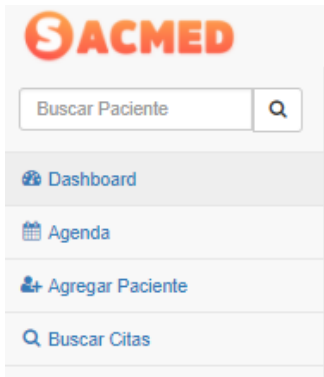 SACMED
Buscar Paciente
Dashboard
Agenda
Agregar Paciente
Buscar Citas